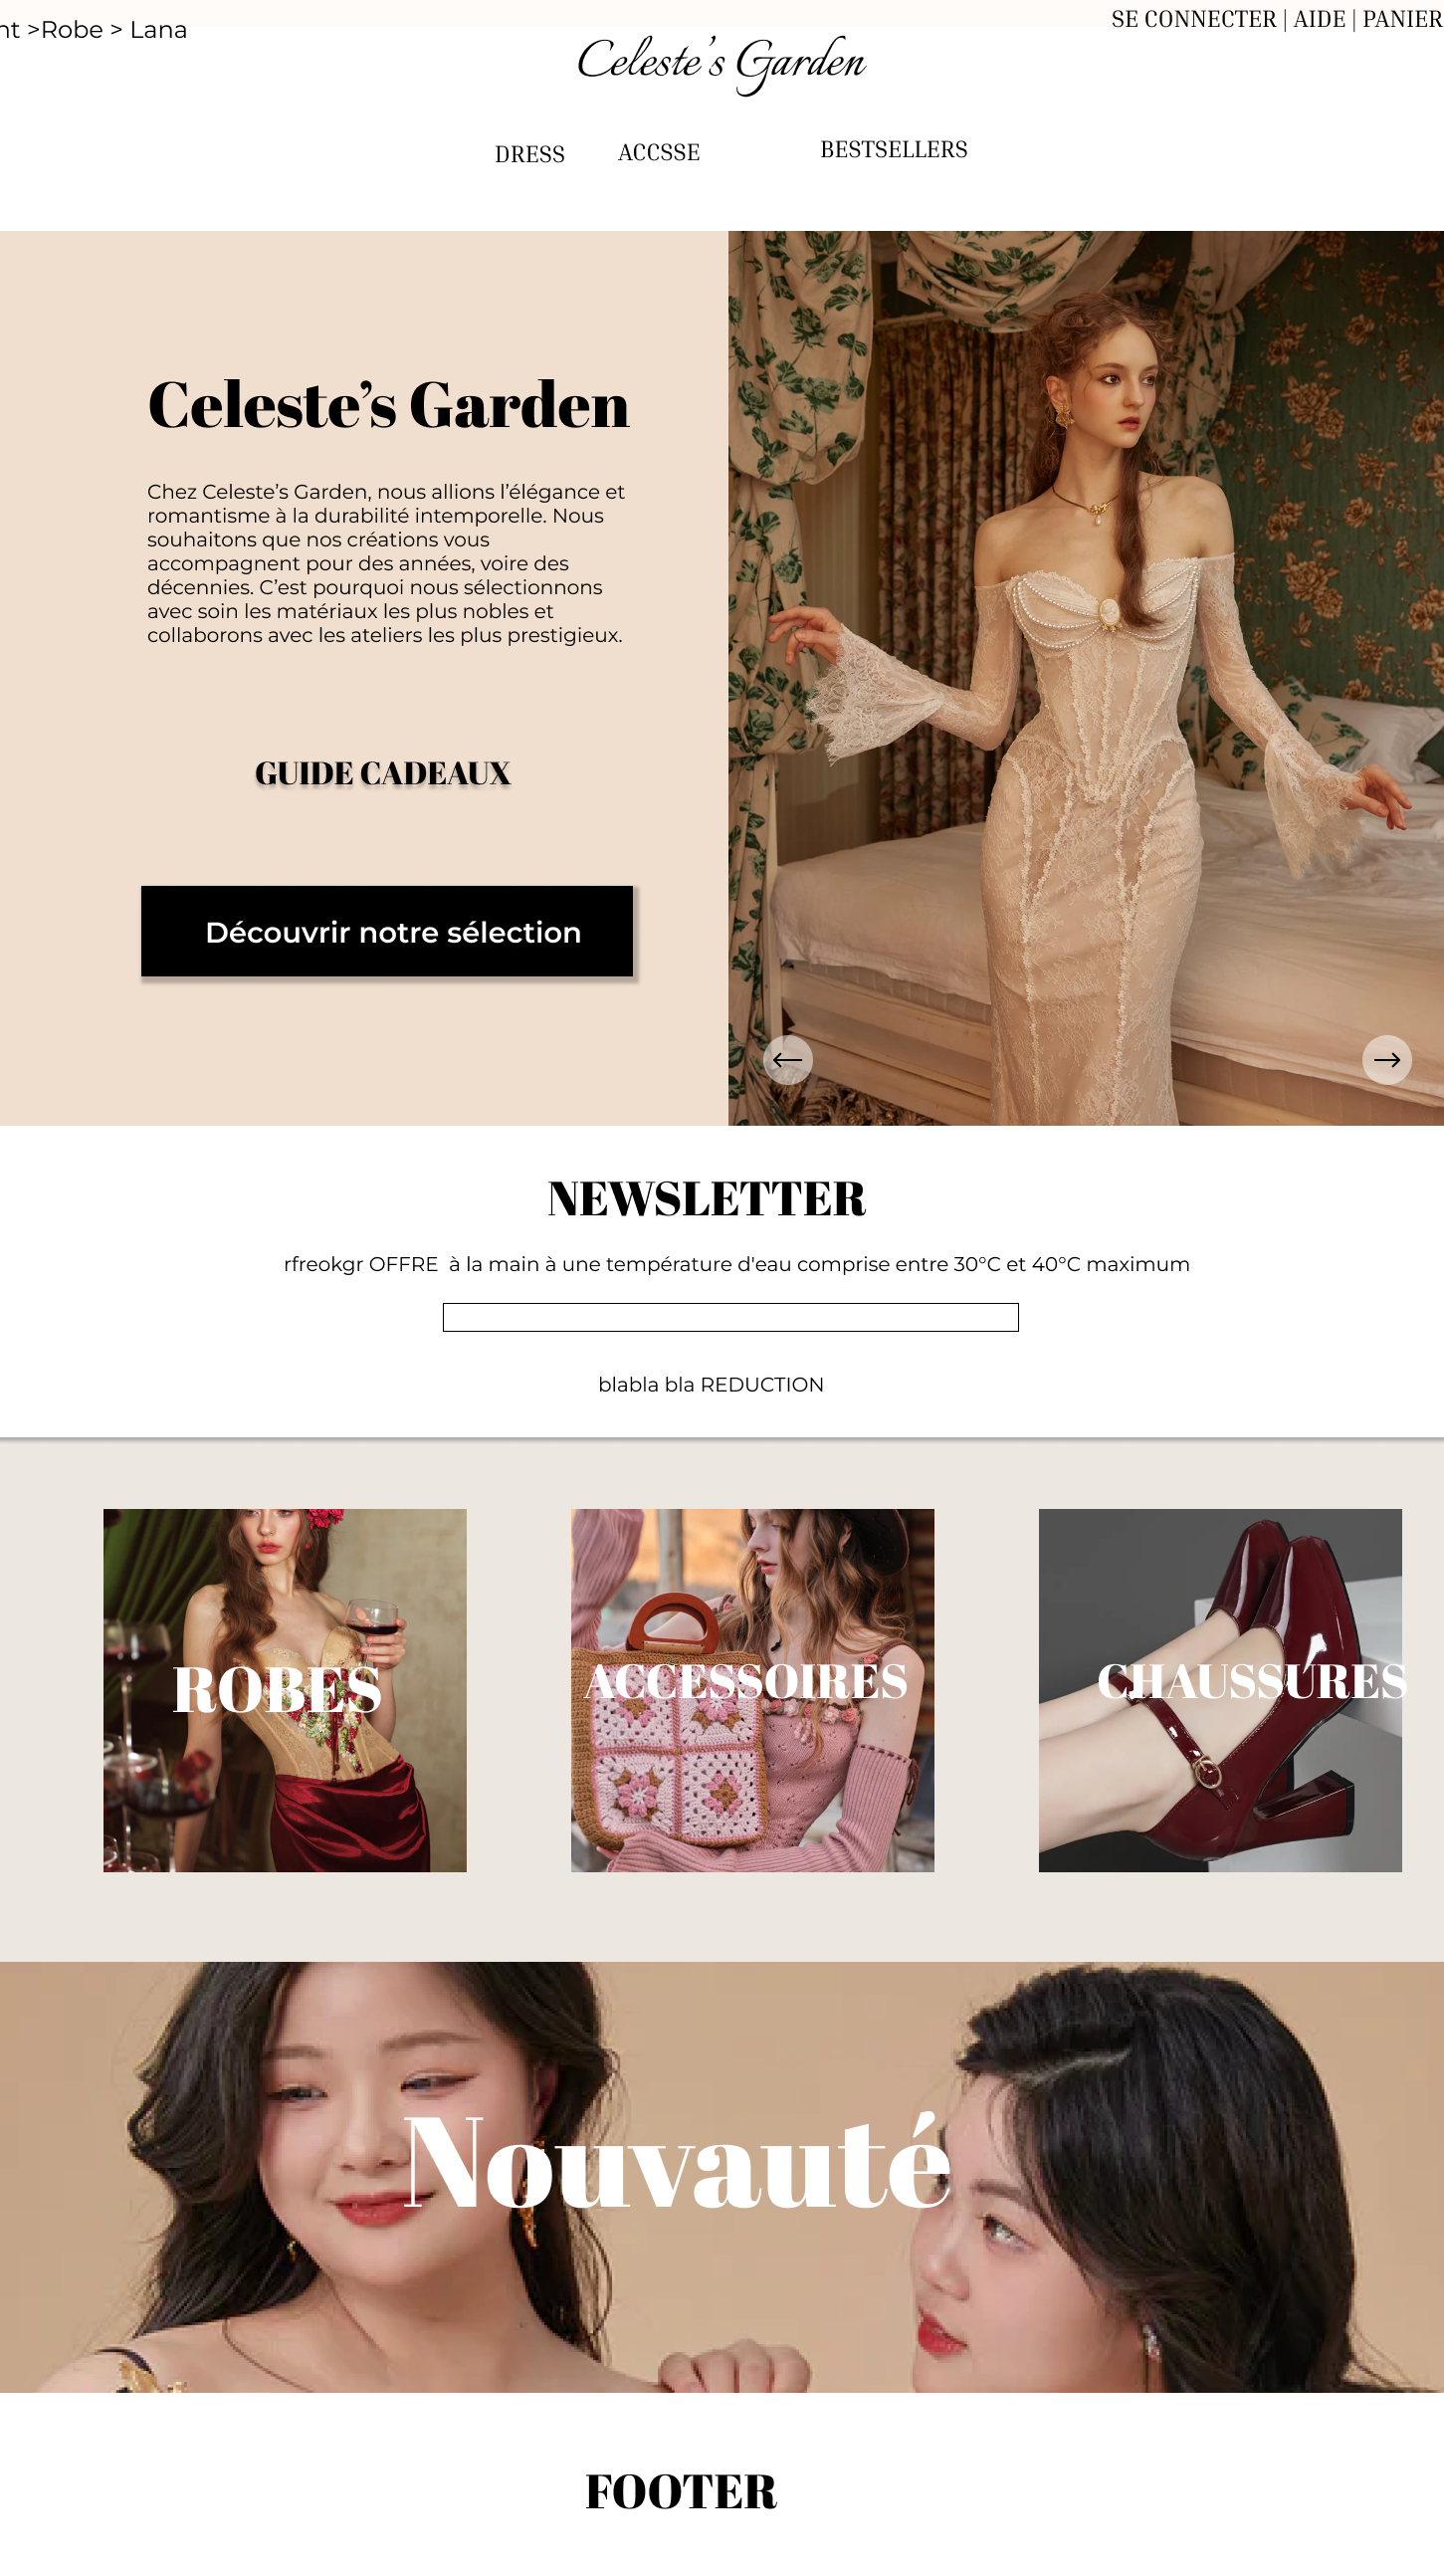 nt >Robe > Lana
SE CONNECTER | AIDE | PANIER
Celeste’s Garden
DRESS ACCSSE BESTSELLERS
Celeste’s Garden
Chez Celeste’s Garden, nous allions l’élégance et
romantisme à la durabilité intemporelle. Nous
souhaitons que nos créations vous
accompagnent pour des années, voire des
décennies. C’est pourquoi nous sélectionnons
avec soin les matériaux les plus nobles et
collaborons avec les ateliers les plus prestigieux.
GUIDE CADEAUX
Découvrir notre sélection
NEWSLETTER
rfreokgr OFFRE  à la main à une température d'eau comprise entre 30°C et 40°C maximum
blabla bla REDUCTION
ROBES
ACCESSOIRES
CHAUSSURES
Nouvauté
FOOTER